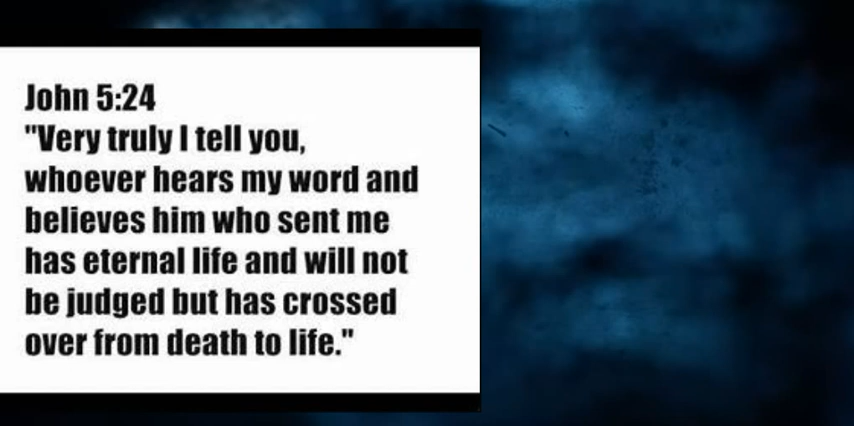 John 5:24
"Very truly I tell you,
whoever hears my word and
believes him who sent me
has eternal life and will not
be judged but has crossed
over from death to life."